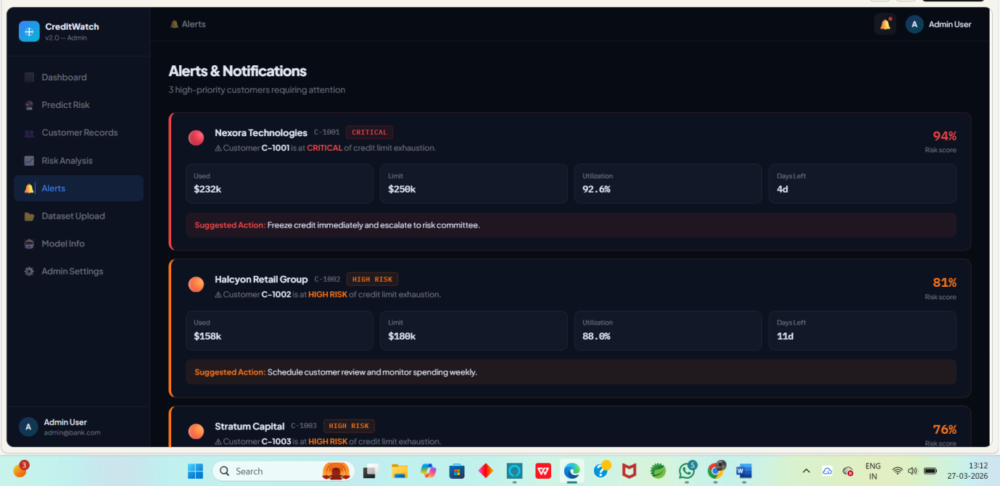 CreditWatch
v2.0 — Admin
Dashboard
Predict Risk
Customer Records
Risk Analysis
Alerts
Dataset Upload
Model Info
Admin Settings
A
Admin User
admin@bank.com
Alerts
A Admin User
Alerts & Notifications
3 high-priority customers requiring attention
Nexora Technologies C-1001 CRITICAL
⚠ Customer C-1001 is at CRITICAL of credit limit exhaustion.
94%
Risk score
Used
$232k
Limit
$250k
Utilization
92.6%
Days Left
4d
Suggested Action: Freeze credit immediately and escalate to risk committee.
Halcyon Retail Group C-1002 HIGH RISK
⚠ Customer C-1002 is at HIGH RISK of credit limit exhaustion.
81%
Risk score
Used
$158k
Limit
$180k
Utilization
88.0%
Days Left
11d
Suggested Action: Schedule customer review and monitor spending weekly.
Stratum Capital C-1003 HIGH RISK
⚠ Customer C-1003 is at HIGH RISK of credit limit exhaustion.
76%
Risk score
3
Search
W
5
W
ENG
IN
13:12
27-03-2026